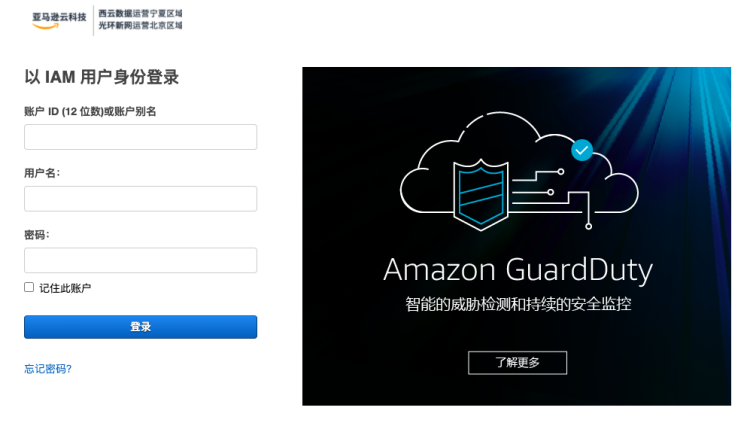 亚马逊云科技
西云数据运营宁夏区域
光环新网运营北京区域
以 IAM 用户身份登录
账户 ID (12 位数)或账户别名
用户名:
密码:
记住此账户
登录
忘记密码?
Amazon GuardDuty
智能的威胁检测和持续的安全监控
了解更多